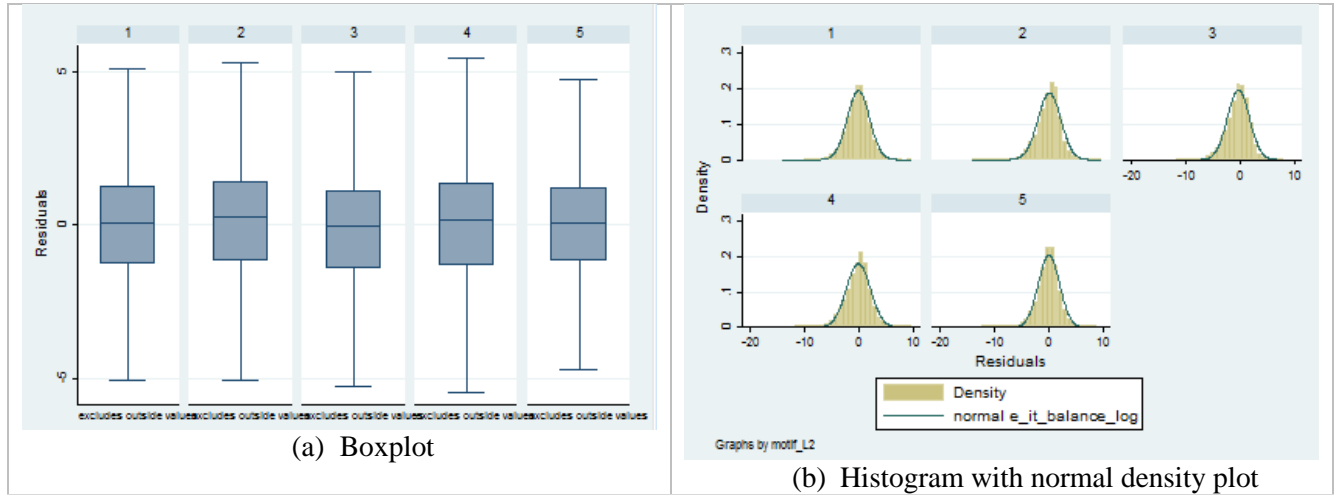 1 2 3 4 5
Residuals
5
0
-5
excludes outside values excludes outside values excludes outside values excludes outside values excludes outside values
(a) Boxplot
1 2 3
.3
.2
.1
0
-20 -10 0 10
4 5
.3
.2
.1
0
-20 -10 0 10 -20 -10 0 10
Density
Residuals
Density
normal e_it_balance_log
Graphs by motif_L2
(b) Histogram with normal density plot